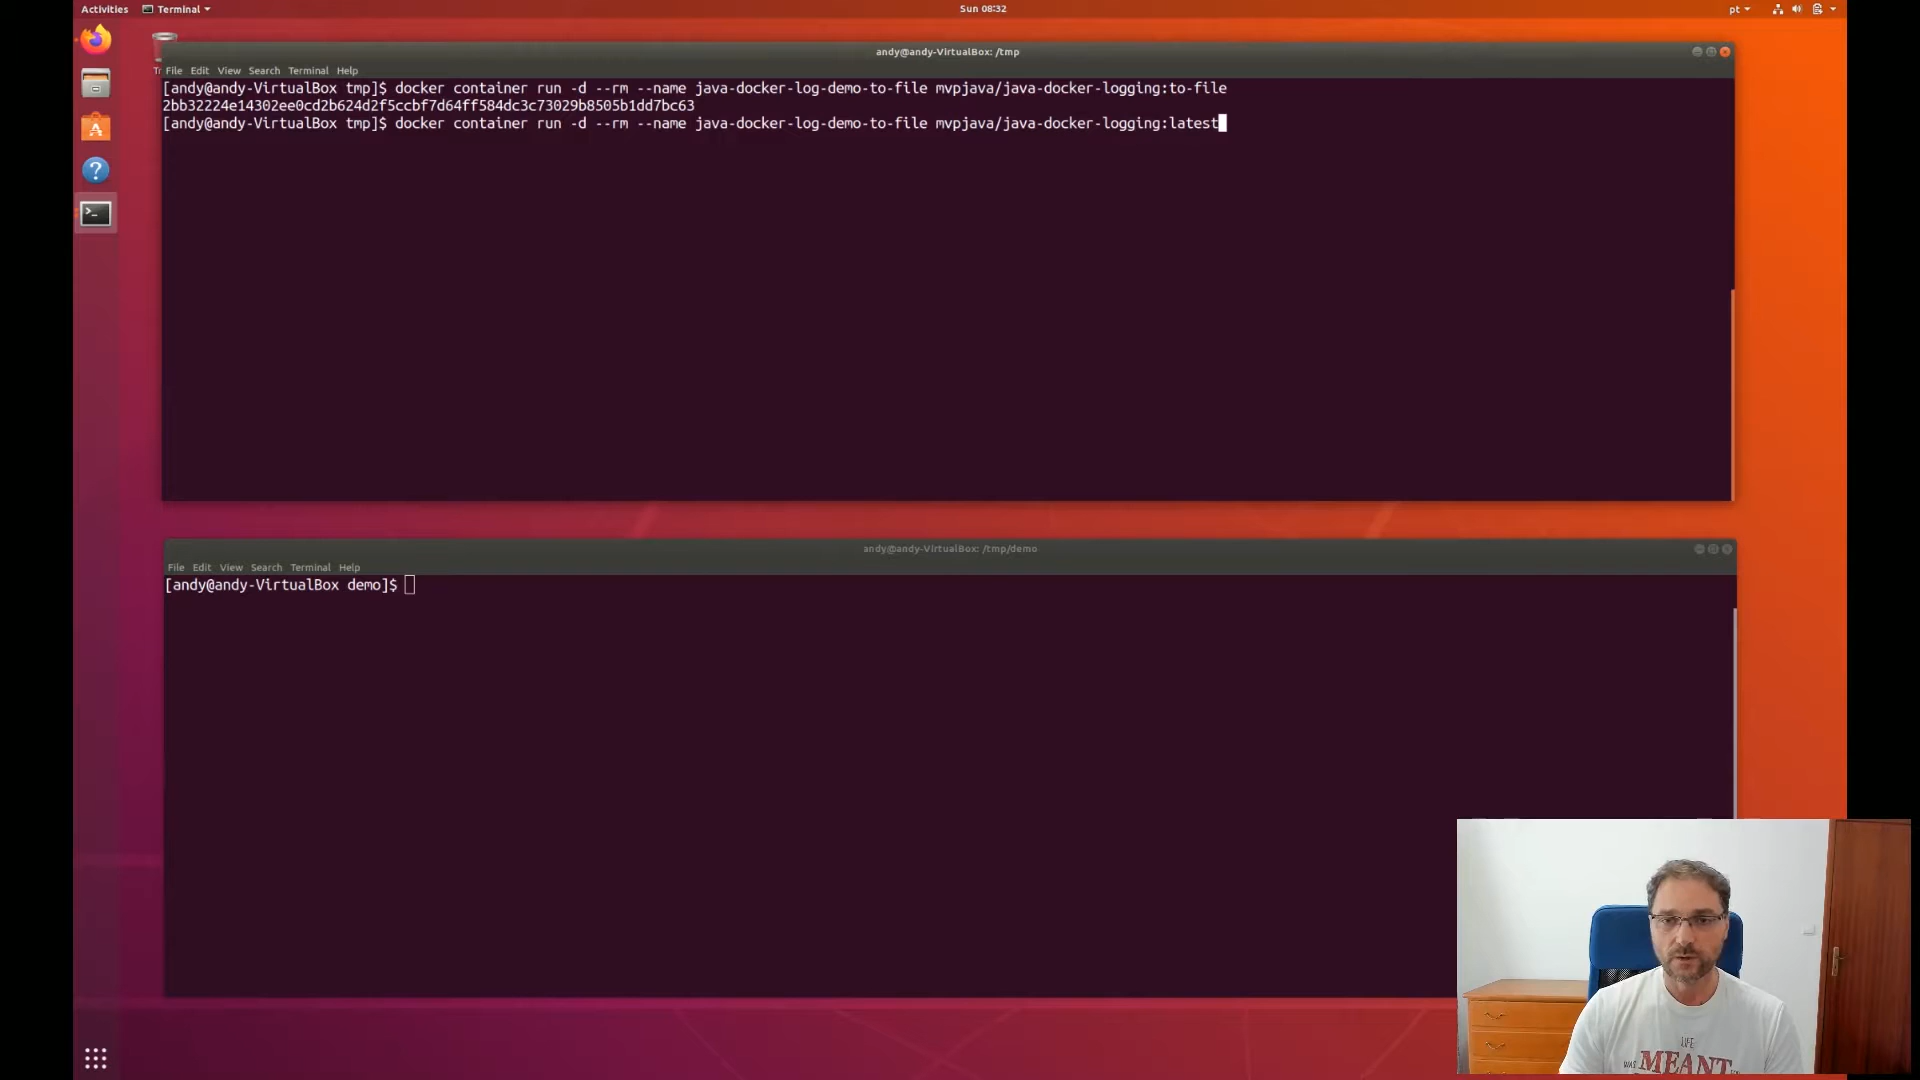 Activities Terminal Sun 08:32 pt
andy@andy-VirtualBox: /tmp
File Edit View Search Terminal Help
[andy@andy-VirtualBox tmp]$ docker container run -d --rm --name java-docker-log-demo-to-file mvpjava/java-docker-logging:to-file
2bb32224e14302ee0cd2b624d2f5ccbf7d64ff584dc3c73029b8505b1dd7bc63
[andy@andy-VirtualBox tmp]$ docker container run -d --rm --name java-docker-log-demo-to-file mvpjava/java-docker-logging:latest
andy@andy-VirtualBox: /tmp/demo
File Edit View Search Terminal Help
[andy@andy-VirtualBox demo]$
LIFE
WAS MEANT